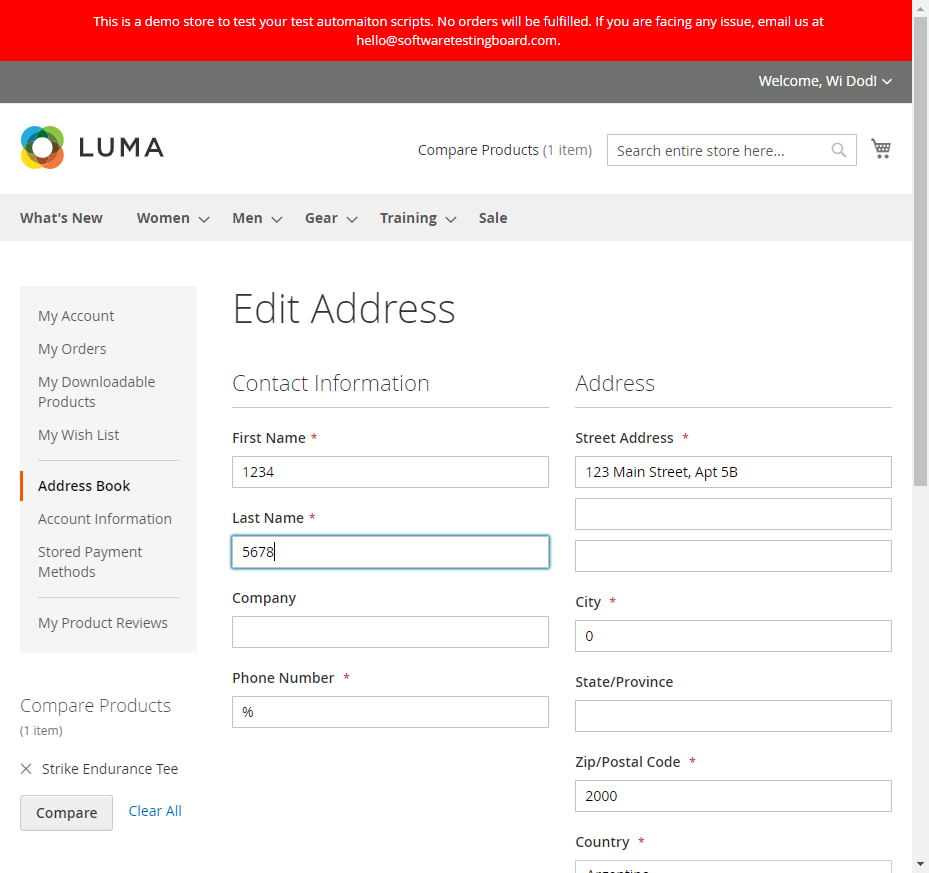 This is a demo store to test your test automaiton scripts. No orders will be fulfilled. If you are facing any issue, email us at
hello@softwaretestingboard.com.
Welcome, Wi Dod!
LUMA
Compare Products (1 item)
Search entire store here...
What's New
Women
Men
Gear
Training
Sale
My Account
My Orders
My Downloadable
Products
My Wish List
Address Book
Account Information
Stored Payment
Methods
My Product Reviews
Compare Products
(1 item)
Strike Endurance Tee
Compare
Clear All
Edit Address
Contact Information
First Name *
1234
Last Name *
5678
Company
Phone Number *
%
Address
Street Address *
123 Main Street, Apt 5B
City *
0
State/Province
Zip/Postal Code *
2000
Country *
Argentina